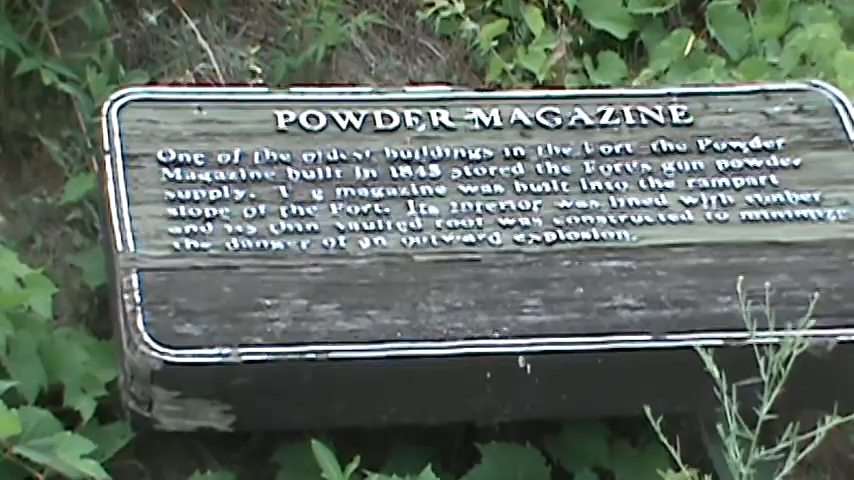 POWDER MAGAZINE
One of the oldest buildings in the Fort the Powder
Magazine built in 1845 stored the Fort's gun powder
supply. magazine was built into the rampart
slope of the Fort. Its interior was lined with timber
and its thin vaulted roof was constructed to minimize
the danger of an outward explosion.